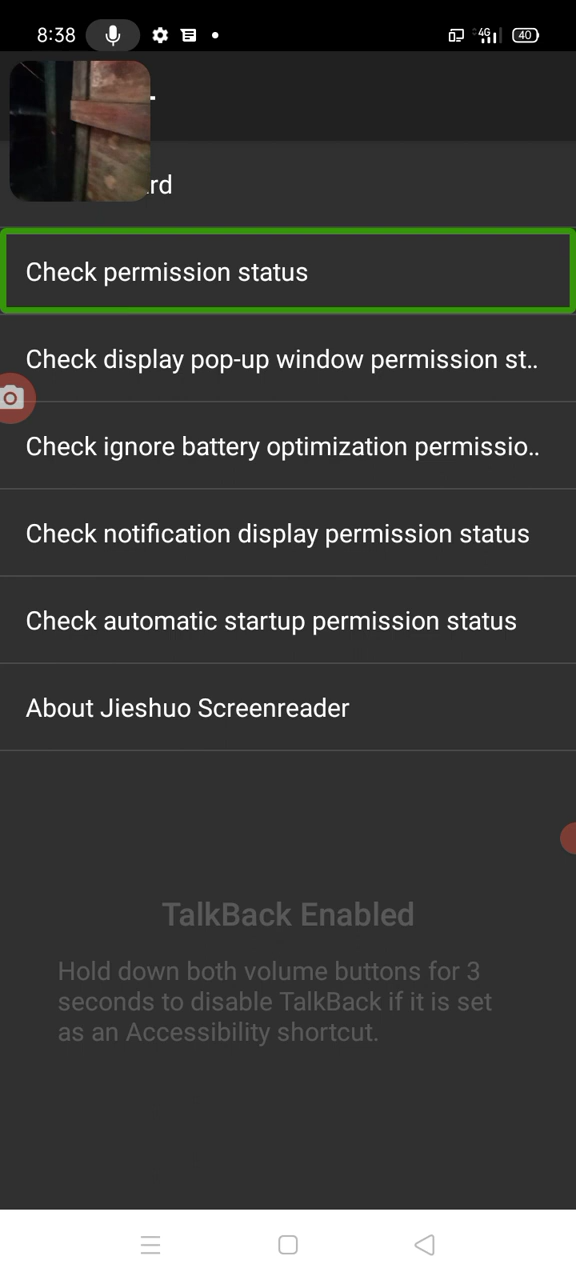 8:38
4G
40
Check permission status
Check display pop-up window permission st..
Check ignore battery optimization permissio..
Check notification display permission status
Check automatic startup permission status
About Jieshuo Screenreader
TalkBack Enabled
Hold down both volume buttons for 3
seconds to disable TalkBack if it is set
as an Accessibility shortcut.